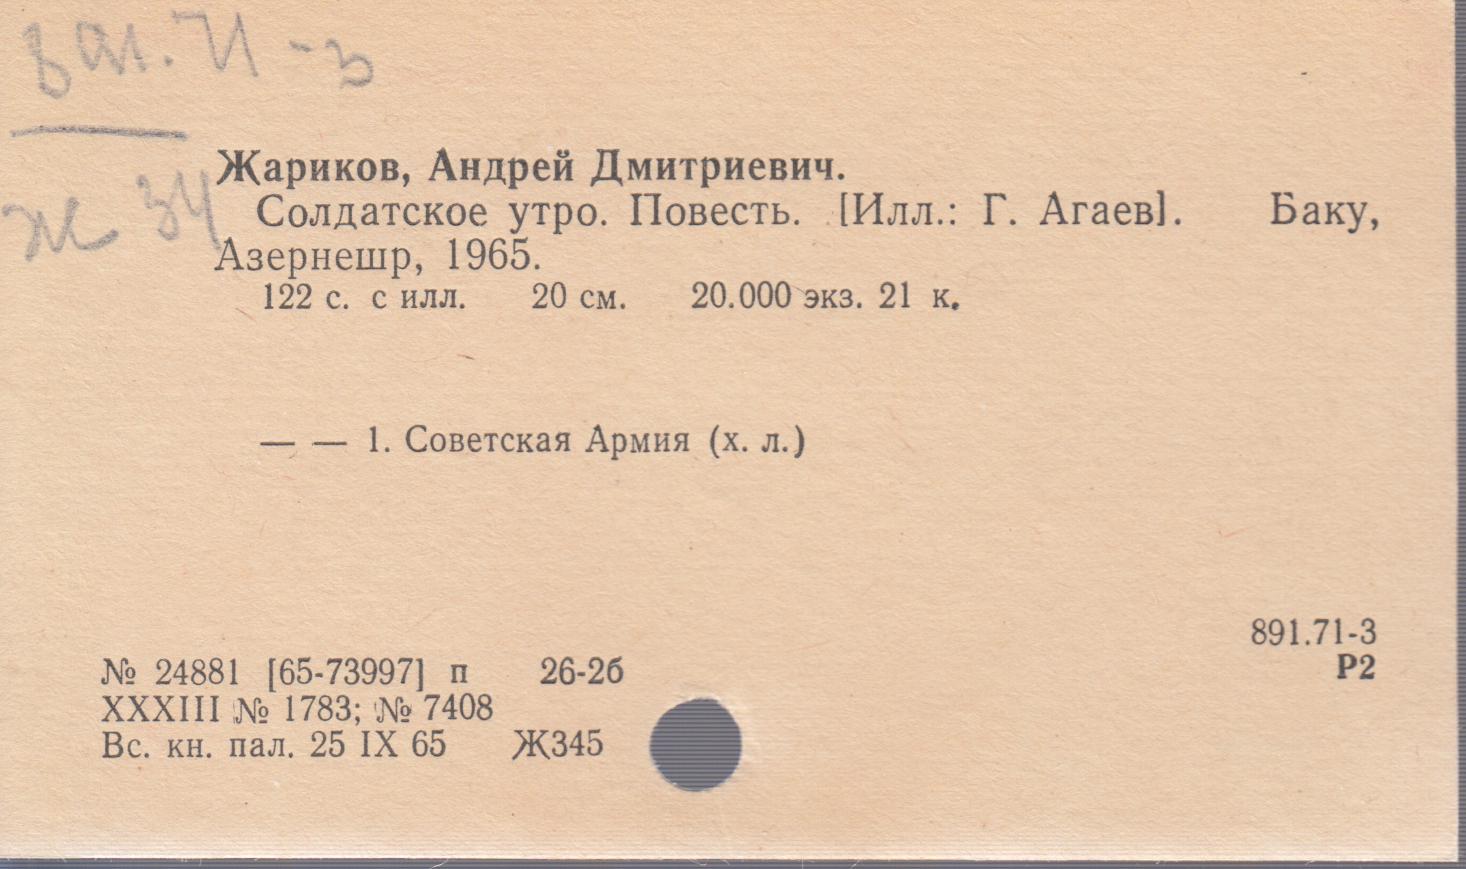 891.71-3
Ж 34
Жариков, Андрей Дмитриевич.
Солдатское утро. Повесть. [Илл.: Г. Агаев]. Баку,
Азернешр, 1965.
122 с. с илл. 20 см. 20.000 экз. 21 к.
— — 1. Советская Армия (х. л.)
891.71-3
Р2
№ 24881 [65-73997] п 26-2б
XXXIII № 1783; № 7408
Вс. кн. пал. 25 IX 65 Ж345